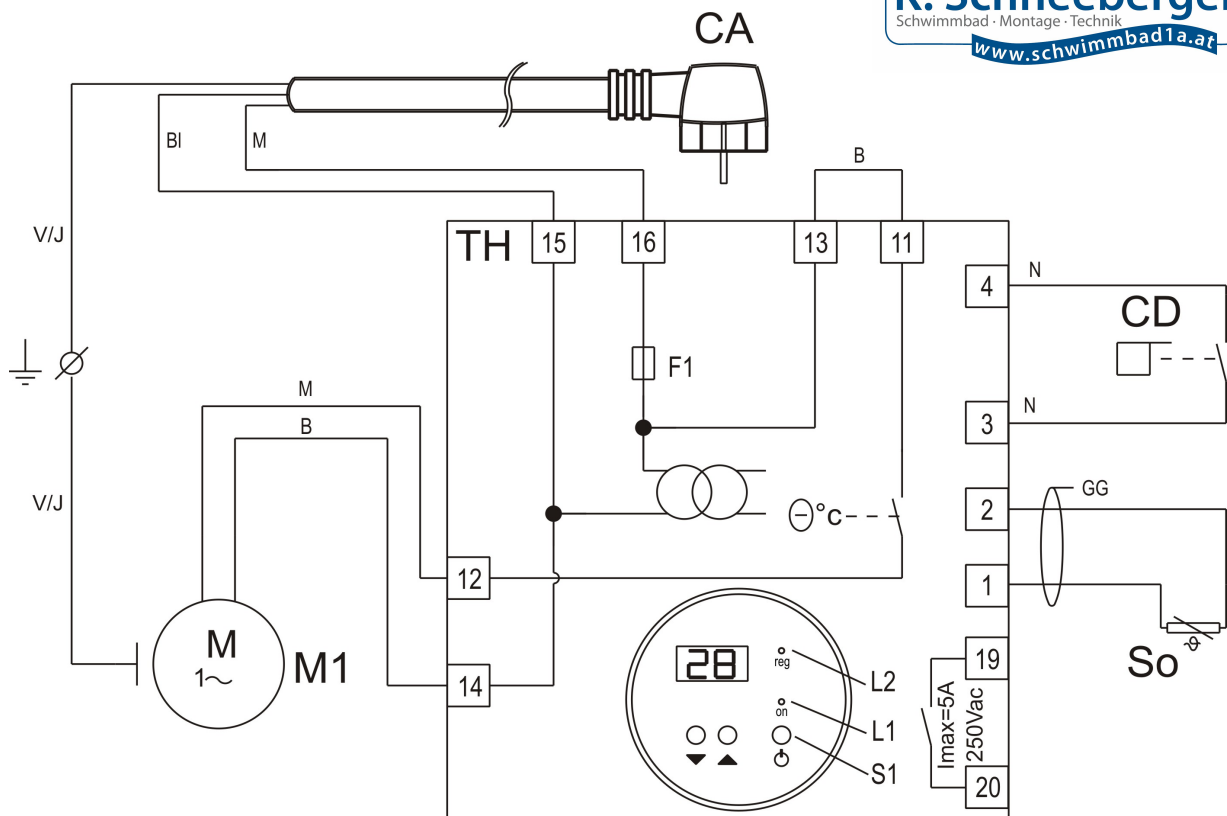 R. Schneeberger
Schwimmbad · Montage · Technik
www.schwimmbad1a.at
CA
Bl
M
B
V/J
TH
15
16
13
11
4
N
CD
F1
M
B
3
N
V/J
2
GG
°c
12
1
M
1~
M1
28
reg
L2
19
So
14
on
L1
Imax=5A
250Vac
S1
20